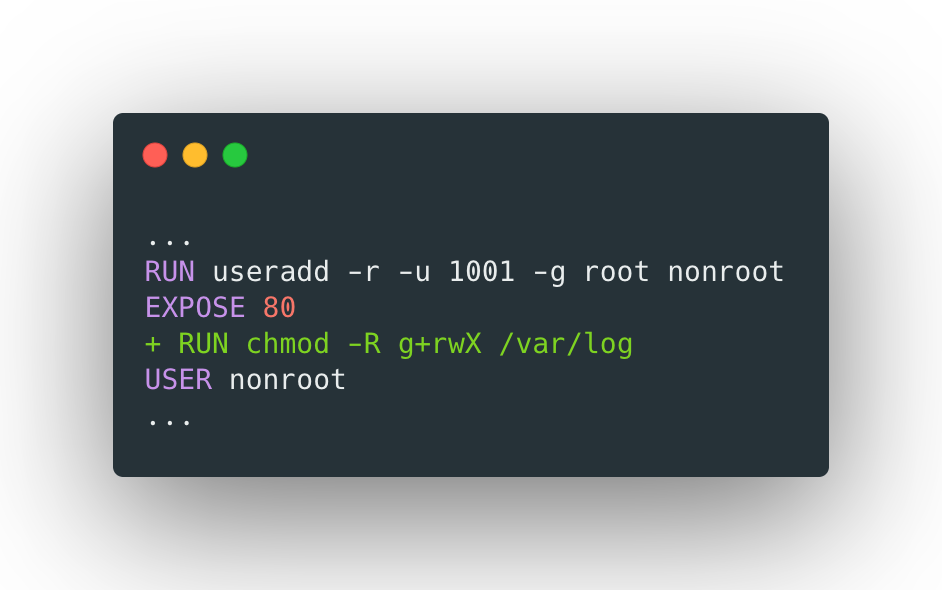 ...
RUN useradd -r -u 1001 -g root nonroot
EXPOSE 80
+ RUN chmod -R g+rwX /var/log
USER nonroot
...